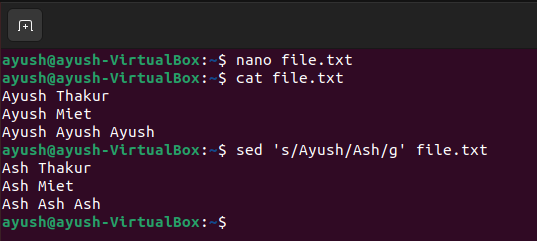 ayush@ayush-VirtualBox:~$ nano file.txt
ayush@ayush-VirtualBox:~$ cat file.txt
Ayush Thakur
Ayush Miet
Ayush Ayush Ayush
ayush@ayush-VirtualBox:~$ sed 's/Ayush/Ash/g' file.txt
Ash Thakur
Ash Miet
Ash Ash Ash
ayush@ayush-VirtualBox:~$